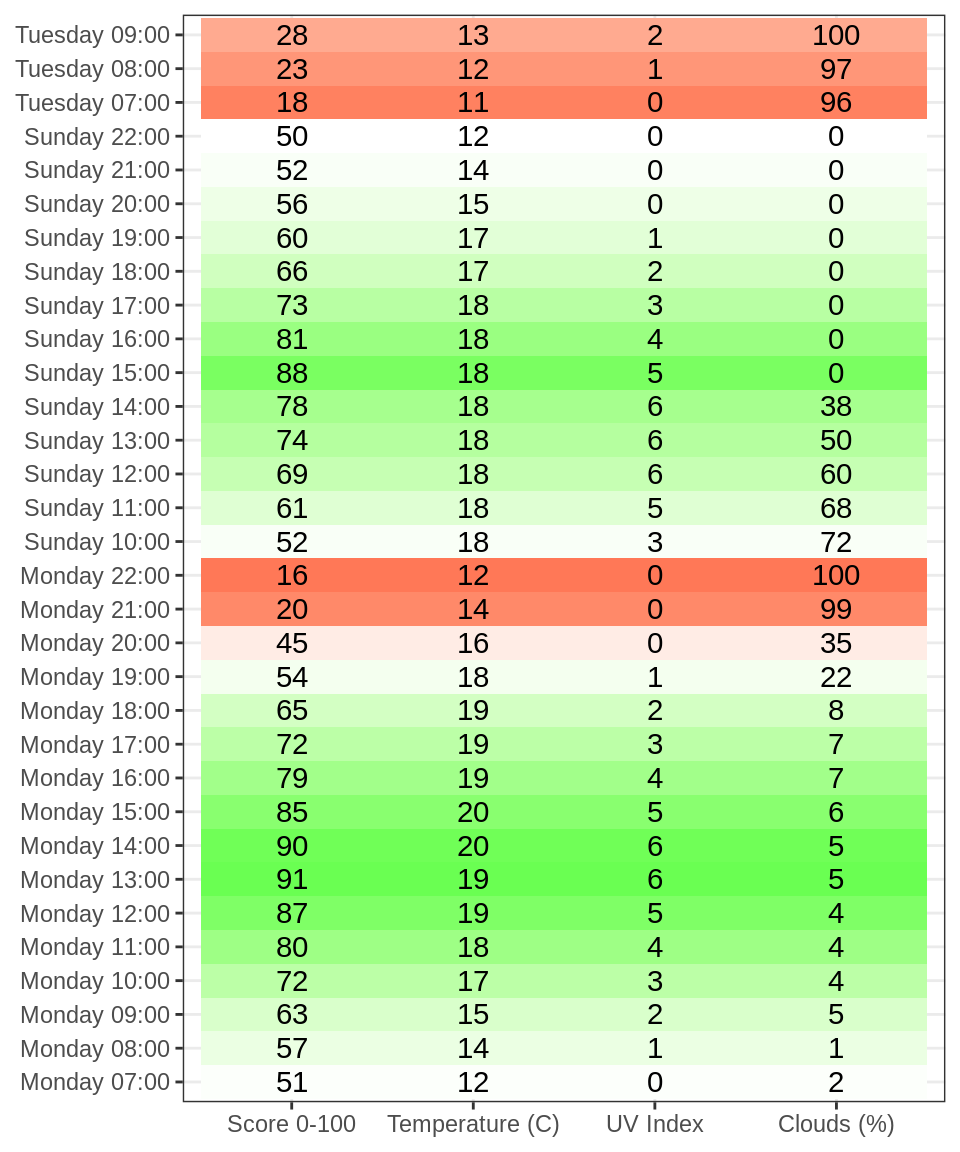 Tuesday 09:00 28 13 2 100
Tuesday 08:00 23 12 1 97
Tuesday 07:00 18 11 0 96
Sunday 22:00 50 12 0 0
Sunday 21:00 52 14 0 0
Sunday 20:00 56 15 0 0
Sunday 19:00 60 17 1 0
Sunday 18:00 66 17 2 0
Sunday 17:00 73 18 3 0
Sunday 16:00 81 18 4 0
Sunday 15:00 88 18 5 0
Sunday 14:00 78 18 6 38
Sunday 13:00 74 18 6 50
Sunday 12:00 69 18 6 60
Sunday 11:00 61 18 5 68
Sunday 10:00 52 18 3 72
Monday 22:00 16 12 0 100
Monday 21:00 20 14 0 99
Monday 20:00 45 16 0 35
Monday 19:00 54 18 1 22
Monday 18:00 65 19 2 8
Monday 17:00 72 19 3 7
Monday 16:00 79 19 4 7
Monday 15:00 85 20 5 6
Monday 14:00 90 20 6 5
Monday 13:00 91 19 6 5
Monday 12:00 87 19 5 4
Monday 11:00 80 18 4 4
Monday 10:00 72 17 3 4
Monday 09:00 63 15 2 5
Monday 08:00 57 14 1 1
Monday 07:00 51 12 0 2
Score 0-100 Temperature (C) UV Index Clouds (%)